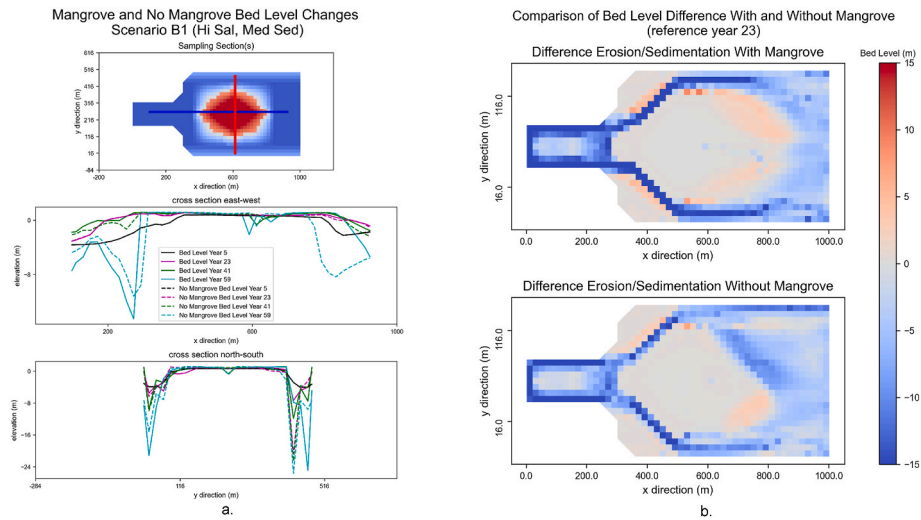 Mangrove and No Mangrove Bed Level Changes
Scenario B1 (Hi Sal, Med Sed)
Sampling Section(s)
616
516
416
316
216
116
16
-84
y direction (m)
-200
0
200
400
600
800
1000
x direction (m)
cross section east-west
0
-8
elevation (m)
Bed Level Year 5
Bed Level Year 23
Bed Level Year 41
Bed Level Year 59
No Mangrove Bed Level Year 5
No Mangrove Bed Level Year 23
No Mangrove Bed Level Year 41
No Mangrove Bed Level Year 59
200
600
1000
x direction (m)
cross section north-south
0
-8
-16
-24
elevation (m)
-284
116
516
y direction (m)
a.
Comparison of Bed Level Difference With and Without Mangrove
(reference year 23)
Difference Erosion/Sedimentation With Mangrove
116.0
16.0
y direction (m)
0.0
200.0
400.0
600.0
800.0
1000.0
x direction (m)
Difference Erosion/Sedimentation Without Mangrove
116.0
16.0
y direction (m)
0.0
200.0
400.0
600.0
800.0
1000.0
x direction (m)
b.
Bed Level (m)
15
10
5
0
-5
-10
-15